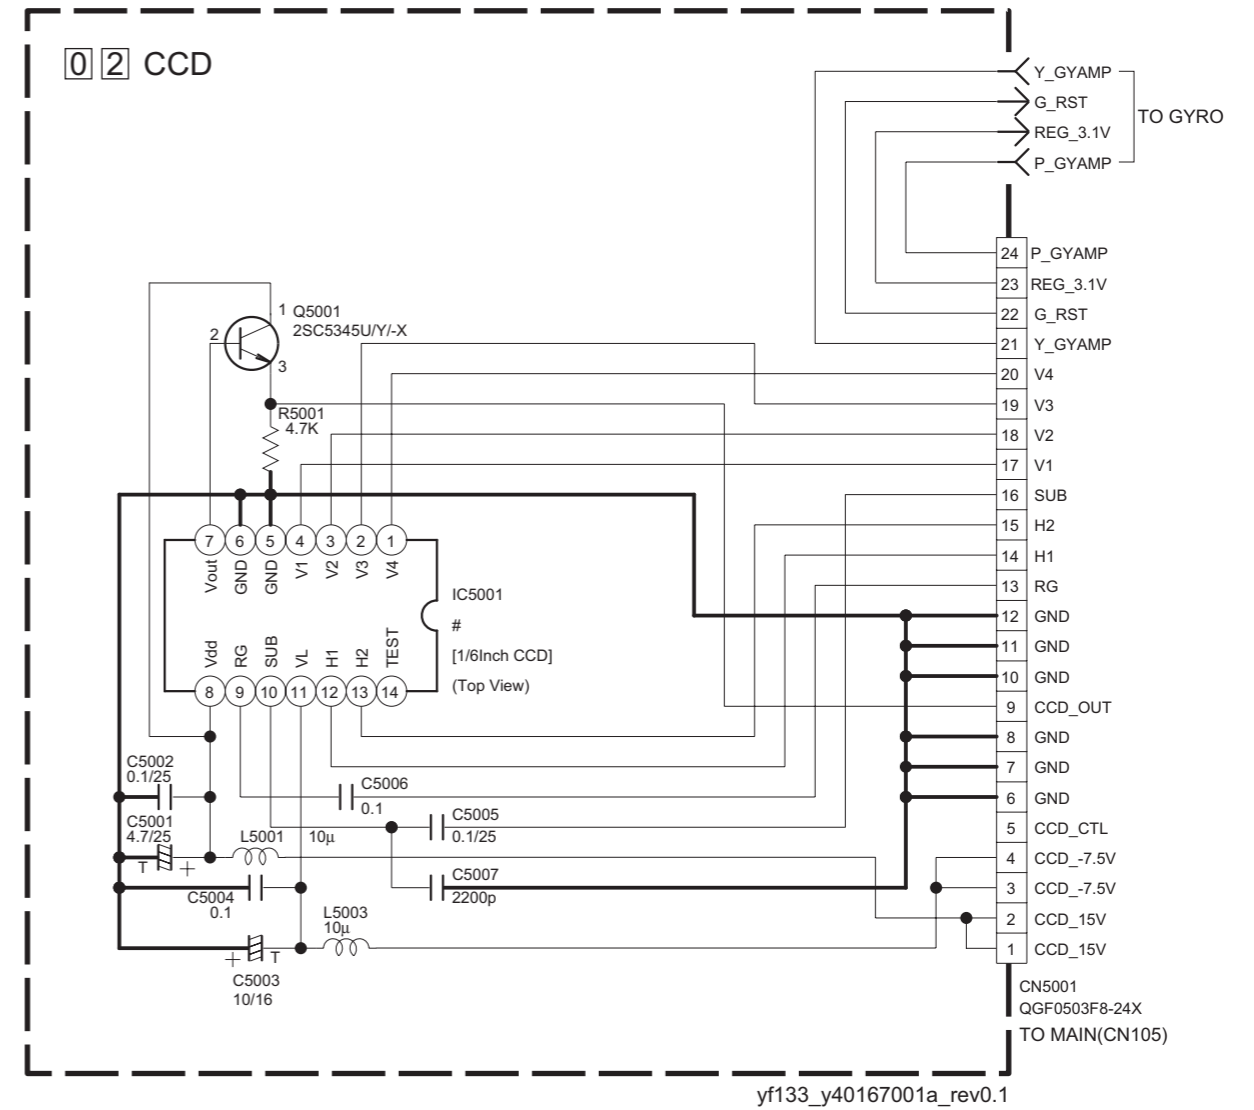 0 2 CCD
Y_GYAMP
G_RST
REG_3.1V
P_GYAMP
TO GYRO
24 P_GYAMP
23 REG_3.1V
22 G_RST
21 Y_GYAMP
20 V4
19 V3
18 V2
17 V1
16 SUB
15 H2
14 H1
13 RG
12 GND
11 GND
10 GND
9 CCD_OUT
8 GND
7 GND
6 GND
5 CCD_CTL
4 CCD_-7.5V
3 CCD_-7.5V
2 CCD_15V
1 CCD_15V
CN5001
QGF0503F8-24X
TO MAIN(CN105)
1 Q5001
2SC5345U/Y/-X
2
3
R5001
4.7K
7 6 5 4 3 2 1
Vout GND GND V1 V2 V3 V4
IC5001
#
[1/6Inch CCD]
(Top View)
Vdd RG SUB VL H1 H2 TEST
8 9 10 11 12 13 14
C5002
0.1/25
C5001
4.7/25
T +
L5001 10µ
C5006
0.1
C5005
0.1/25
C5007
2200p
C5004
0.1
L5003
10µ
+ T
C5003
10/16
yf133_y40167001a_rev0.1